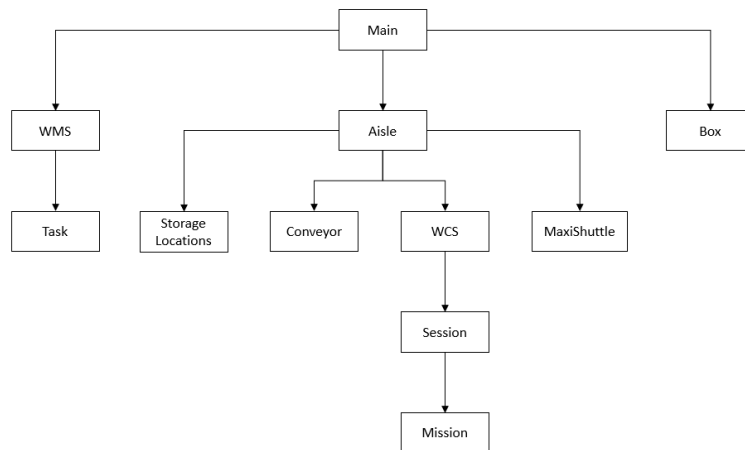 Main
WMS
Aisle
Box
Task
Storage
Locations
Conveyor
WCS
MaxiShuttle
Session
Mission